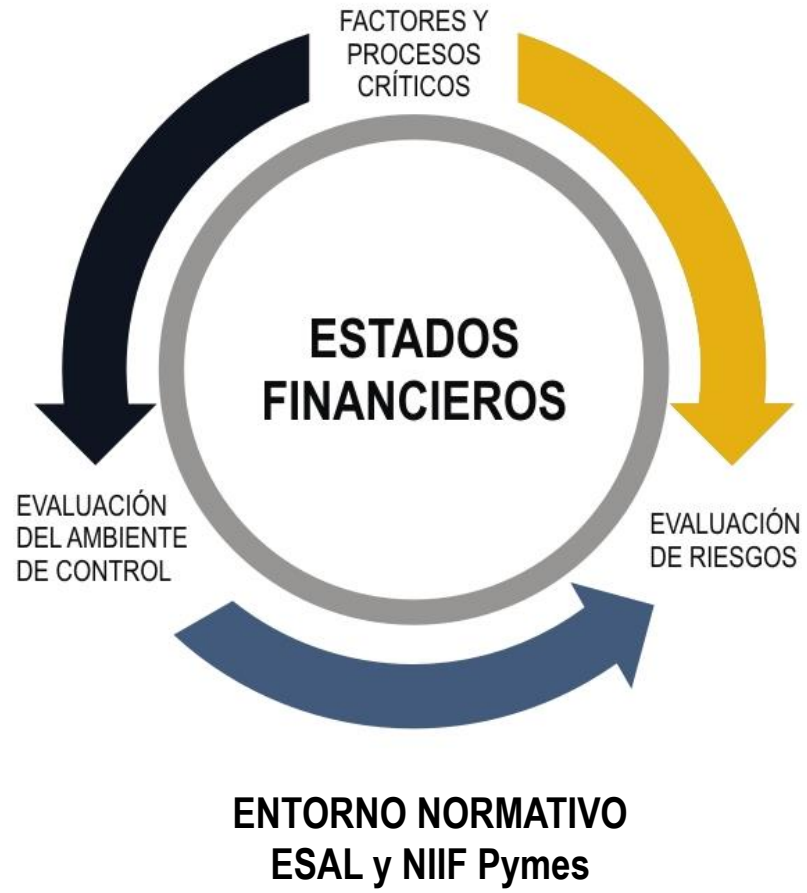 FACTORES Y
PROCESOS
CRÍTICOS
ESTADOS
FINANCIEROS
EVALUACIÓN
DEL AMBIENTE
DE CONTROL
EVALUACIÓN
DE RIESGOS
ENTORNO NORMATIVO
ESAL y NIIF Pymes